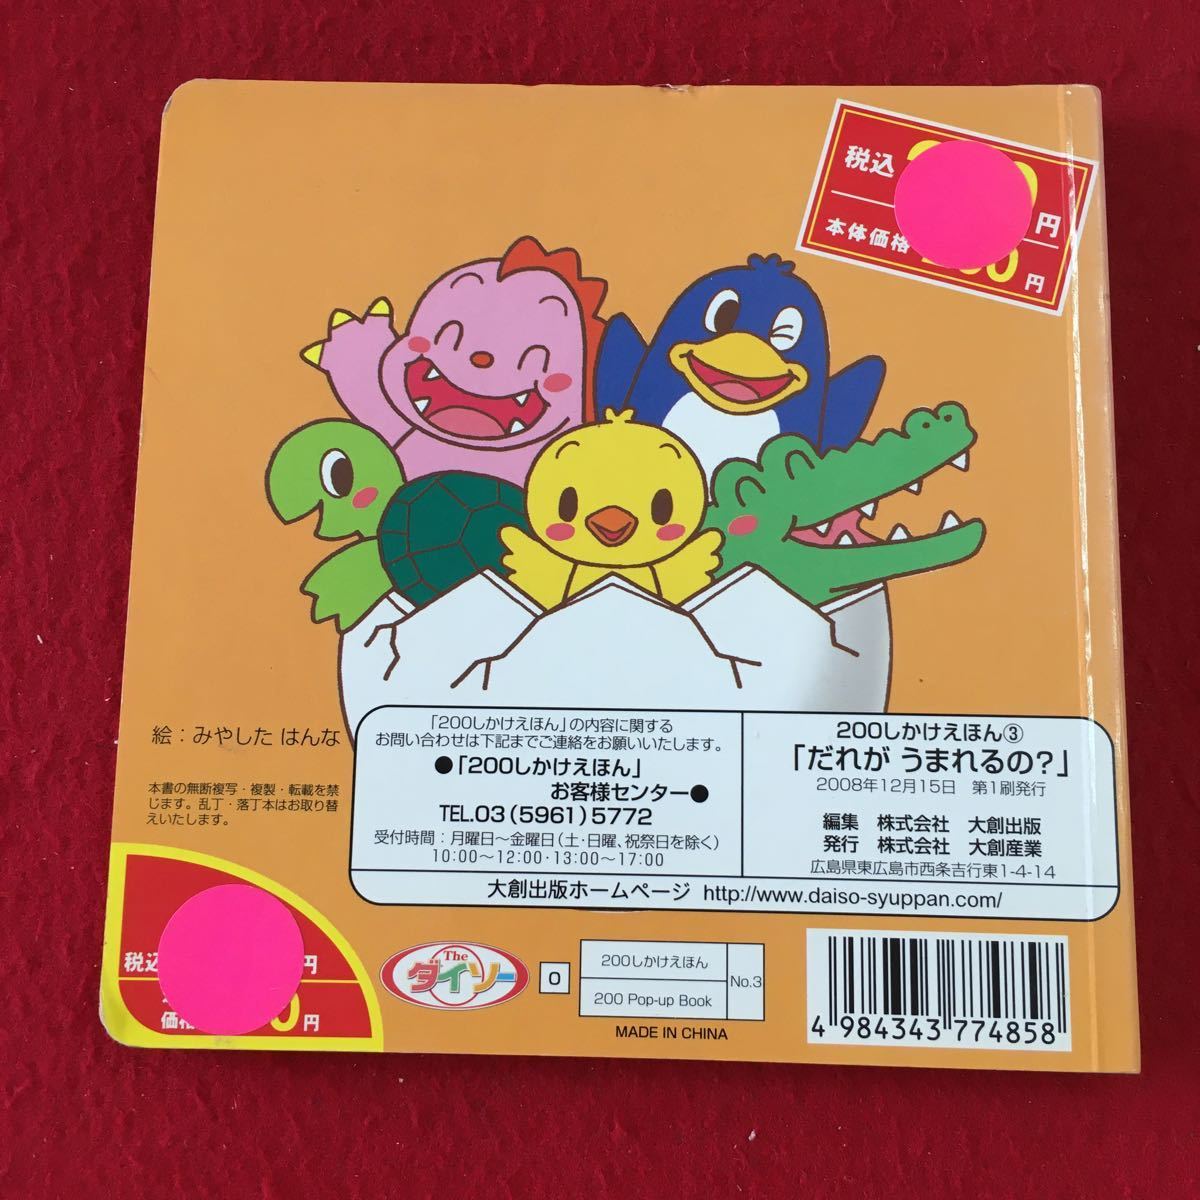 税込
円
本体価格
00円
絵：みやした はんな
本書の無断複写・複製・転載を禁
じます。乱丁・落丁本はお取り替
えいたします。
「200しかけえほん」の内容に関する
お問い合わせは下記までご連絡をお願いいたします。
●「200しかけえほん」
お客様センター●
TEL.03(5961)5772
受付時間：月曜日～金曜日(土・日曜、祝祭日を除く)
10:00～12:00・13:00～17:00
200しかけえほん③
「だれが うまれるの?」
2008年12月15日 第1刷発行
編集 株式会社 大創出版
発行 株式会社 大創産業
広島県東広島市西条吉行東1-4-14
大創出版ホームページ http://www.daiso-syuppan.com/
税込
円
価格
0円
The
ダイソー
0
200しかけえほん
200 Pop-up Book
No.3
MADE IN CHINA
4 984343 774858